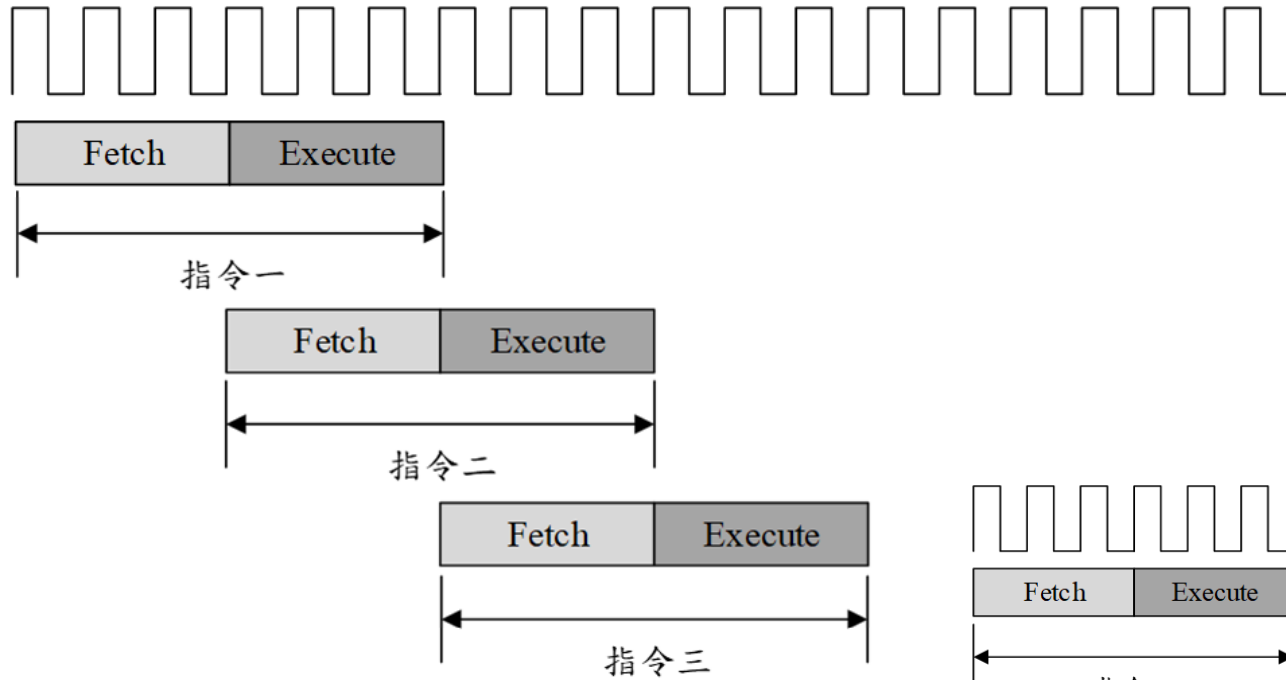 Fetch Execute
指令一
Fetch Execute
指令二
Fetch Execute
指令三
Fetch Execute